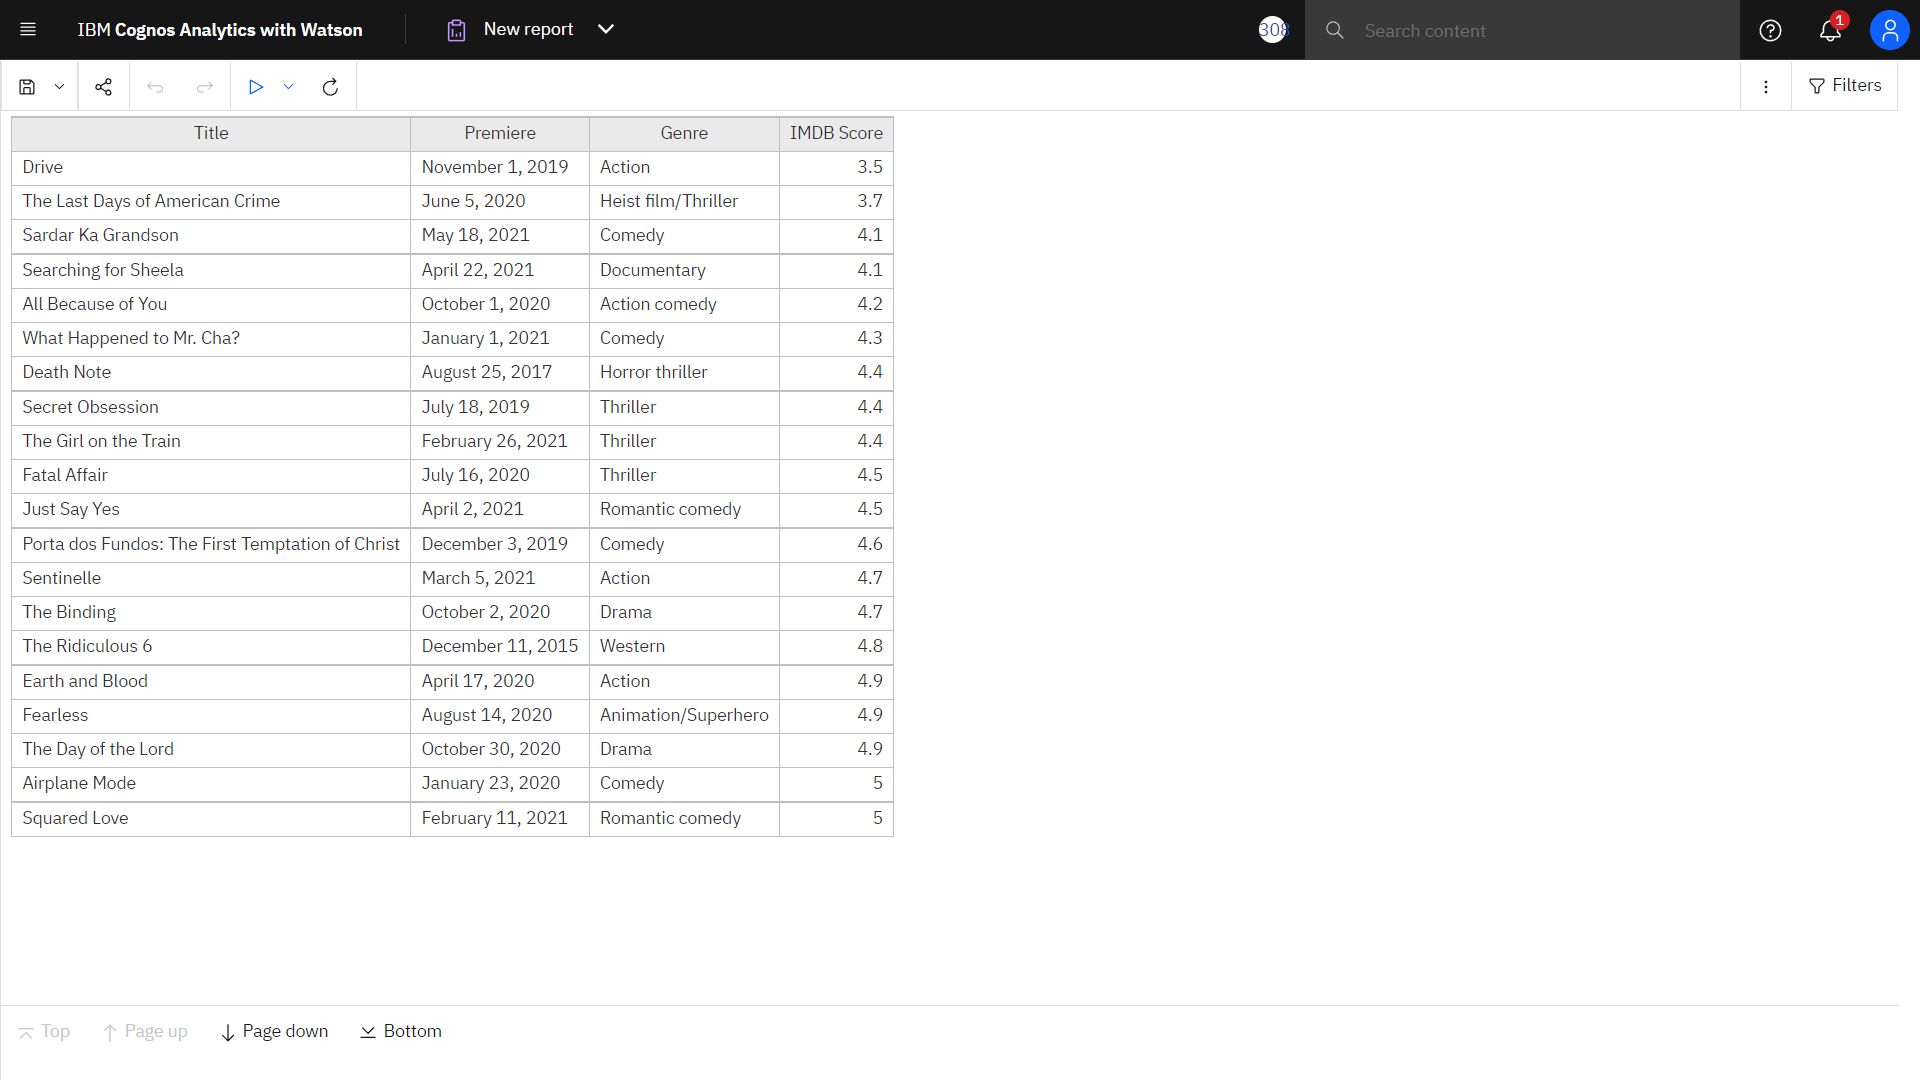 IBM Cognos Analytics with Watson New report 308 Search content 1
Filters
Title Premiere Genre IMDB Score
Drive November 1, 2019 Action 3.5
The Last Days of American Crime June 5, 2020 Heist film/Thriller 3.7
Sardar Ka Grandson May 18, 2021 Comedy 4.1
Searching for Sheela April 22, 2021 Documentary 4.1
All Because of You October 1, 2020 Action comedy 4.2
What Happened to Mr. Cha? January 1, 2021 Comedy 4.3
Death Note August 25, 2017 Horror thriller 4.4
Secret Obsession July 18, 2019 Thriller 4.4
The Girl on the Train February 26, 2021 Thriller 4.4
Fatal Affair July 16, 2020 Thriller 4.5
Just Say Yes April 2, 2021 Romantic comedy 4.5
Porta dos Fundos: The First Temptation of Christ December 3, 2019 Comedy 4.6
Sentinelle March 5, 2021 Action 4.7
The Binding October 2, 2020 Drama 4.7
The Ridiculous 6 December 11, 2015 Western 4.8
Earth and Blood April 17, 2020 Action 4.9
Fearless August 14, 2020 Animation/Superhero 4.9
The Day of the Lord October 30, 2020 Drama 4.9
Airplane Mode January 23, 2020 Comedy 5
Squared Love February 11, 2021 Romantic comedy 5
Top Page up Page down Bottom